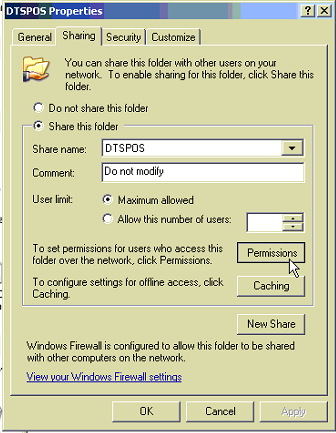 DTSPOS Properties
General Sharing Security Customize
You can share this folder with other users on your
network. To enable sharing for this folder, click Share this
folder.
Do not share this folder
Share this folder
Share name: DTSPOS
Comment: Do not modify
User limit: Maximum allowed
Allow this number of users:
To set permissions for users who access this
folder over the network, click Permissions.
Permissions
To configure settings for offline access, click
Caching.
Caching
New Share
Windows Firewall is configured to allow this folder to be shared
with other computers on the network.
View your Windows Firewall settings
OK Cancel Apply